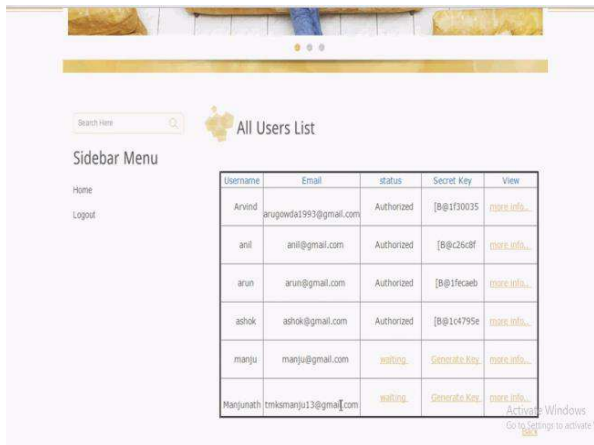 Search Here
All Users List
Sidebar Menu
Home
Logout
Username Email status Secret Key View
Arvind arugowda1993@gmail.com Authorized [B@1f30035 more info..
anil anil@gmail.com Authorized [B@c26c8f more info..
arun arun@gmail.com Authorized [B@1fecaeb more info..
ashok ashok@gmail.com Authorized [B@1c4795e more info..
manju manju@gmail.com waiting Generate Key more info..
Manjunath tmksmanju13@gmail.com waiting Generate Key more info..
Activate Windows
Go to Settings to activate
Back